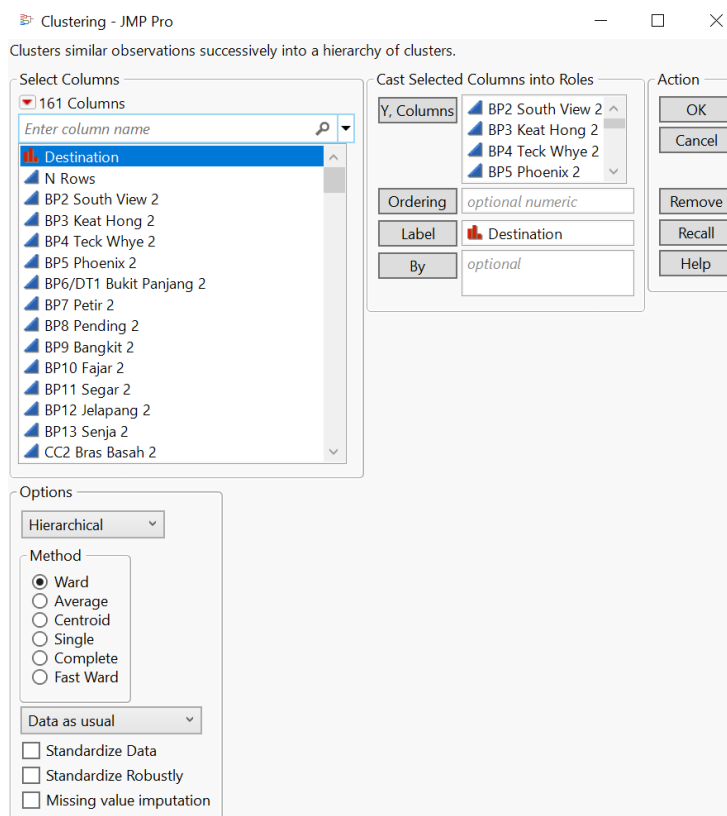 Clustering - JMP Pro
Clusters similar observations successively into a hierarchy of clusters.
Select Columns
161 Columns
Enter column name
Destination
N Rows
BP2 South View 2
BP3 Keat Hong 2
BP4 Teck Whye 2
BP5 Phoenix 2
BP6/DT1 Bukit Panjang 2
BP7 Petir 2
BP8 Pending 2
BP9 Bangkit 2
BP10 Fajar 2
BP11 Segar 2
BP12 Jelapang 2
BP13 Senja 2
CC2 Bras Basah 2
Cast Selected Columns into Roles
Y, Columns
BP2 South View 2
BP3 Keat Hong 2
BP4 Teck Whye 2
BP5 Phoenix 2
Ordering optional numeric
Label Destination
By optional
Action
OK
Cancel
Remove
Recall
Help
Options
Hierarchical
Method
Ward
Average
Centroid
Single
Complete
Fast Ward
Data as usual
Standardize Data
Standardize Robustly
Missing value imputation